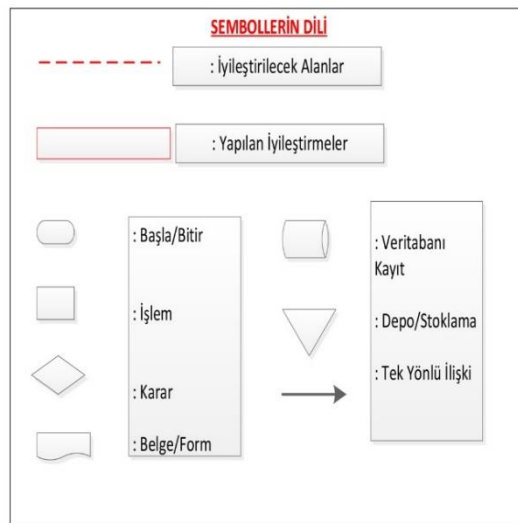 SEMBOLLERİN DİLİ
: İyileştirilecek Alanlar
: Yapılan İyileştirmeler
: Başla/Bitir
: İşlem
: Karar
: Belge/Form
: Veritabanı
Kayıt
: Depo/Stoklama
: Tek Yönlü İlişki